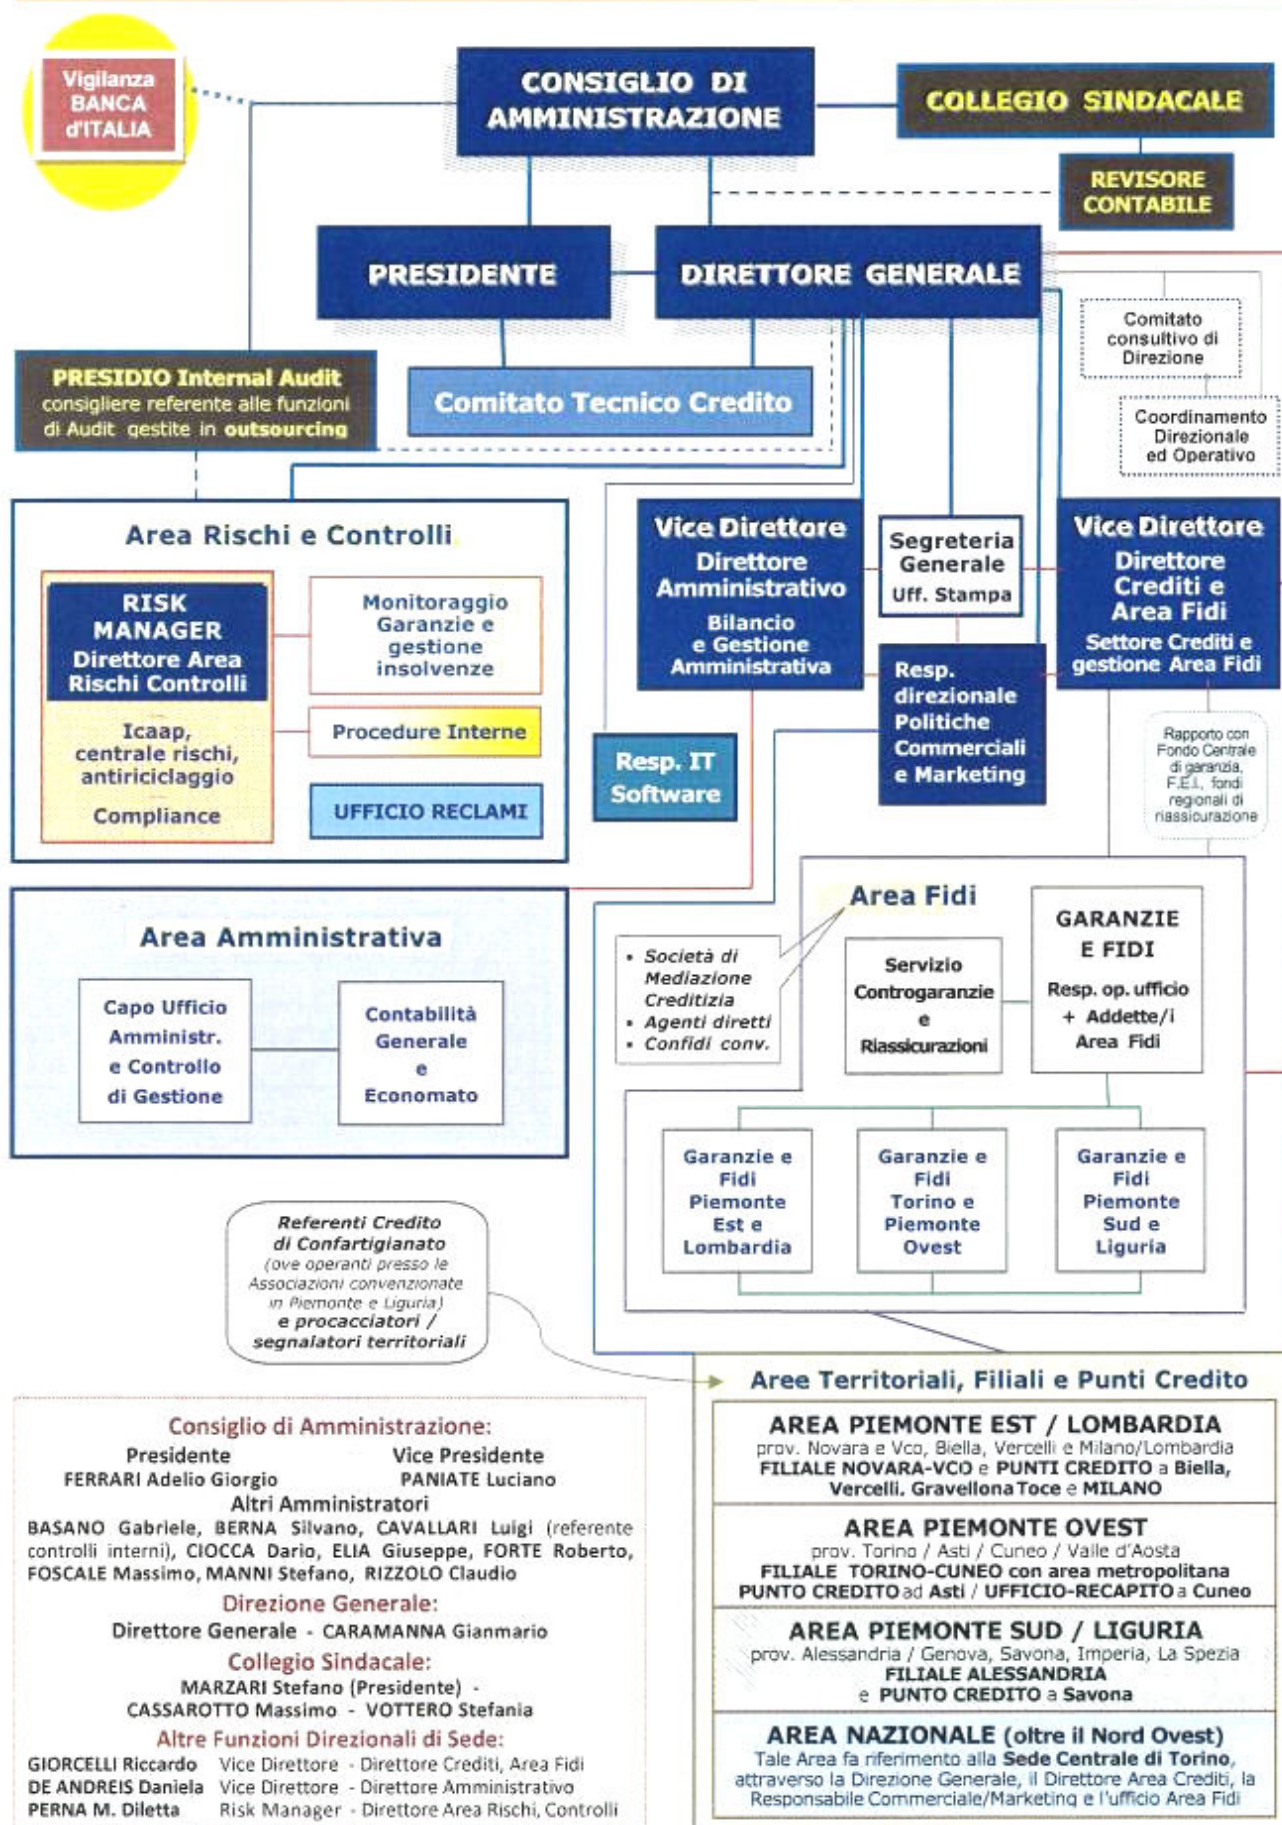 Vigilanza
BANCA
d'ITALIA
CONSIGLIO DI
AMMINISTRAZIONE
COLLEGIO SINDACALE
REVISORE
CONTABILE
PRESIDENTE
DIRETTORE GENERALE
Comitato
consultivo di
Direzione
PRESIDIO Internal Audit
consigliere referente alle funzioni
di Audit gestite in outsourcing
Comitato Tecnico Credito
Coordinamento
Direzionale
ed Operativo
Area Rischi e Controlli
RISK
MANAGER
Direttore Area
Rischi Controlli
Icaap,
centrale rischi,
antiriciclaggio
Compliance
Monitoraggio
Garanzie e
gestione
insolvenze
Procedure Interne
UFFICIO RECLAMI
Vice Direttore
Direttore
Amministrativo
Bilancio
e Gestione
Amministrativa
Segreteria
Generale
Uff. Stampa
Vice Direttore
Direttore
Crediti e
Area Fidi
Settore Crediti e
gestione Area Fidi
Resp. IT
Software
Resp.
direzionale
Politiche
Commerciali
e Marketing
Rapporto con
Fondo Centrale
di garanzia,
F.E.I., fondi
regionali di
riassicurazione
Area Amministrativa
Capo Ufficio
Amministr.
e Controllo
di Gestione
Contabilità
Generale
e
Economato
Area Fidi
• Società di
Mediazione
Creditizia
• Agenti diretti
• Confidi conv.
Servizio
Controgaranzie
e
Riassicurazioni
GARANZIE
E FIDI
Resp. op. ufficio
+ Addette/i
Area Fidi
Garanzie e
Fidi
Piemonte
Est e
Lombardia
Garanzie e
Fidi
Torino e
Piemonte
Ovest
Garanzie e
Fidi
Piemonte
Sud e
Liguria
Referenti Credito
di Confartigianato
(ove operanti presso le
Associazioni convenzionate
in Piemonte e Liguria)
e procacciatori /
segnalatori territoriali
Consiglio di Amministrazione:
Presidente Vice Presidente
FERRARI Adelio Giorgio PANIATE Luciano
Altri Amministratori
BASANO Gabriele, BERNA Silvano, CAVALLARI Luigi (referente
controlli interni), CIOCCA Dario, ELIA Giuseppe, FORTE Roberto,
FOSCALE Massimo, MANNI Stefano, RIZZOLO Claudio
Direzione Generale:
Direttore Generale - CARAMANNA Gianmario
Collegio Sindacale:
MARZARI Stefano (Presidente) -
CASSAROTTO Massimo - VOTTERO Stefania
Altre Funzioni Direzionali di Sede:
GIORCELLI Riccardo Vice Direttore - Direttore Crediti, Area Fidi
DE ANDREIS Daniela Vice Direttore - Direttore Amministrativo
PERNA M. Diletta Risk Manager - Direttore Area Rischi, Controlli
Aree Territoriali, Filiali e Punti Credito
AREA PIEMONTE EST / LOMBARDIA
prov. Novara e Vco, Biella, Vercelli e Milano/Lombardia
FILIALE NOVARA-VCO e PUNTI CREDITO a Biella,
Vercelli. Gravellona Toce e MILANO
AREA PIEMONTE OVEST
prov. Torino / Asti / Cuneo / Valle d'Aosta
FILIALE TORINO-CUNEO con area metropolitana
PUNTO CREDITO ad Asti / UFFICIO-RECAPITO a Cuneo
AREA PIEMONTE SUD / LIGURIA
prov. Alessandria / Genova, Savona, Imperia, La Spezia
FILIALE ALESSANDRIA
e PUNTO CREDITO a Savona
AREA NAZIONALE (oltre il Nord Ovest)
Tale Area fa riferimento alla Sede Centrale di Torino,
attraverso la Direzione Generale, il Direttore Area Crediti, la
Responsabile Commerciale/Marketing e l'ufficio Area Fidi